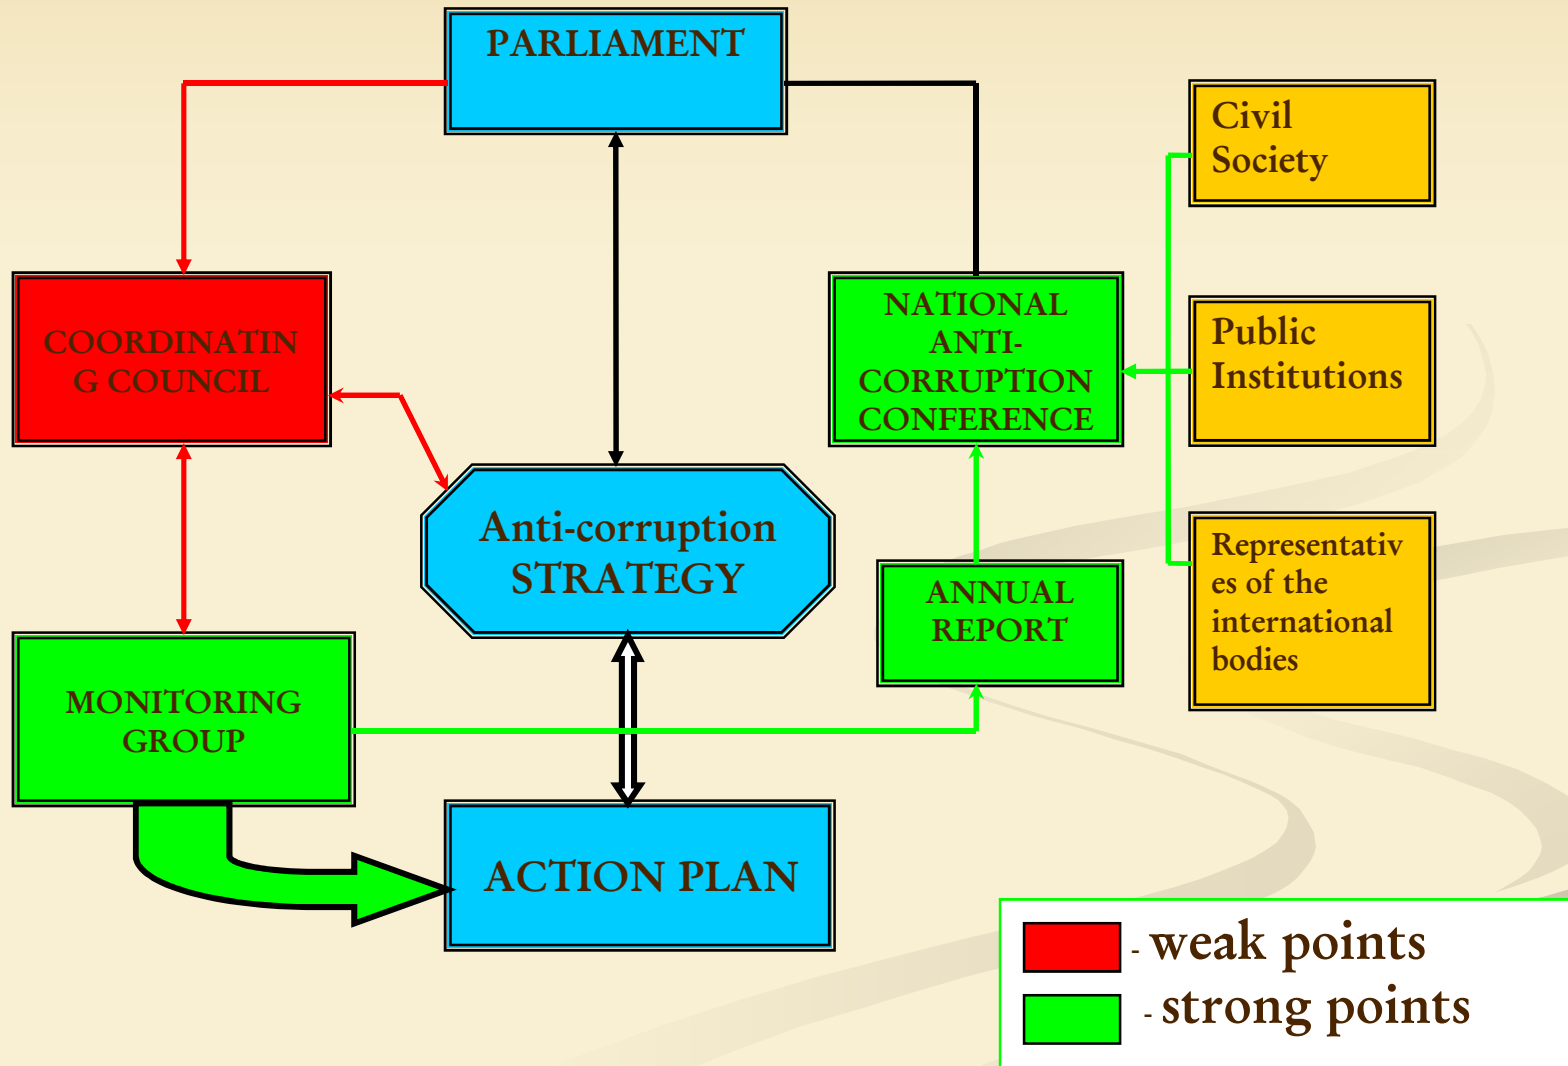 PARLIAMENT
Civil
Society
COORDINATIN
G COUNCIL
NATIONAL
ANTI-
CORRUPTION
CONFERENCE
Public
Institutions
Anti-corruption
STRATEGY
ANNUAL
REPORT
Representativ
es of the
international
bodies
MONITORING
GROUP
ACTION PLAN
- weak points
- strong points